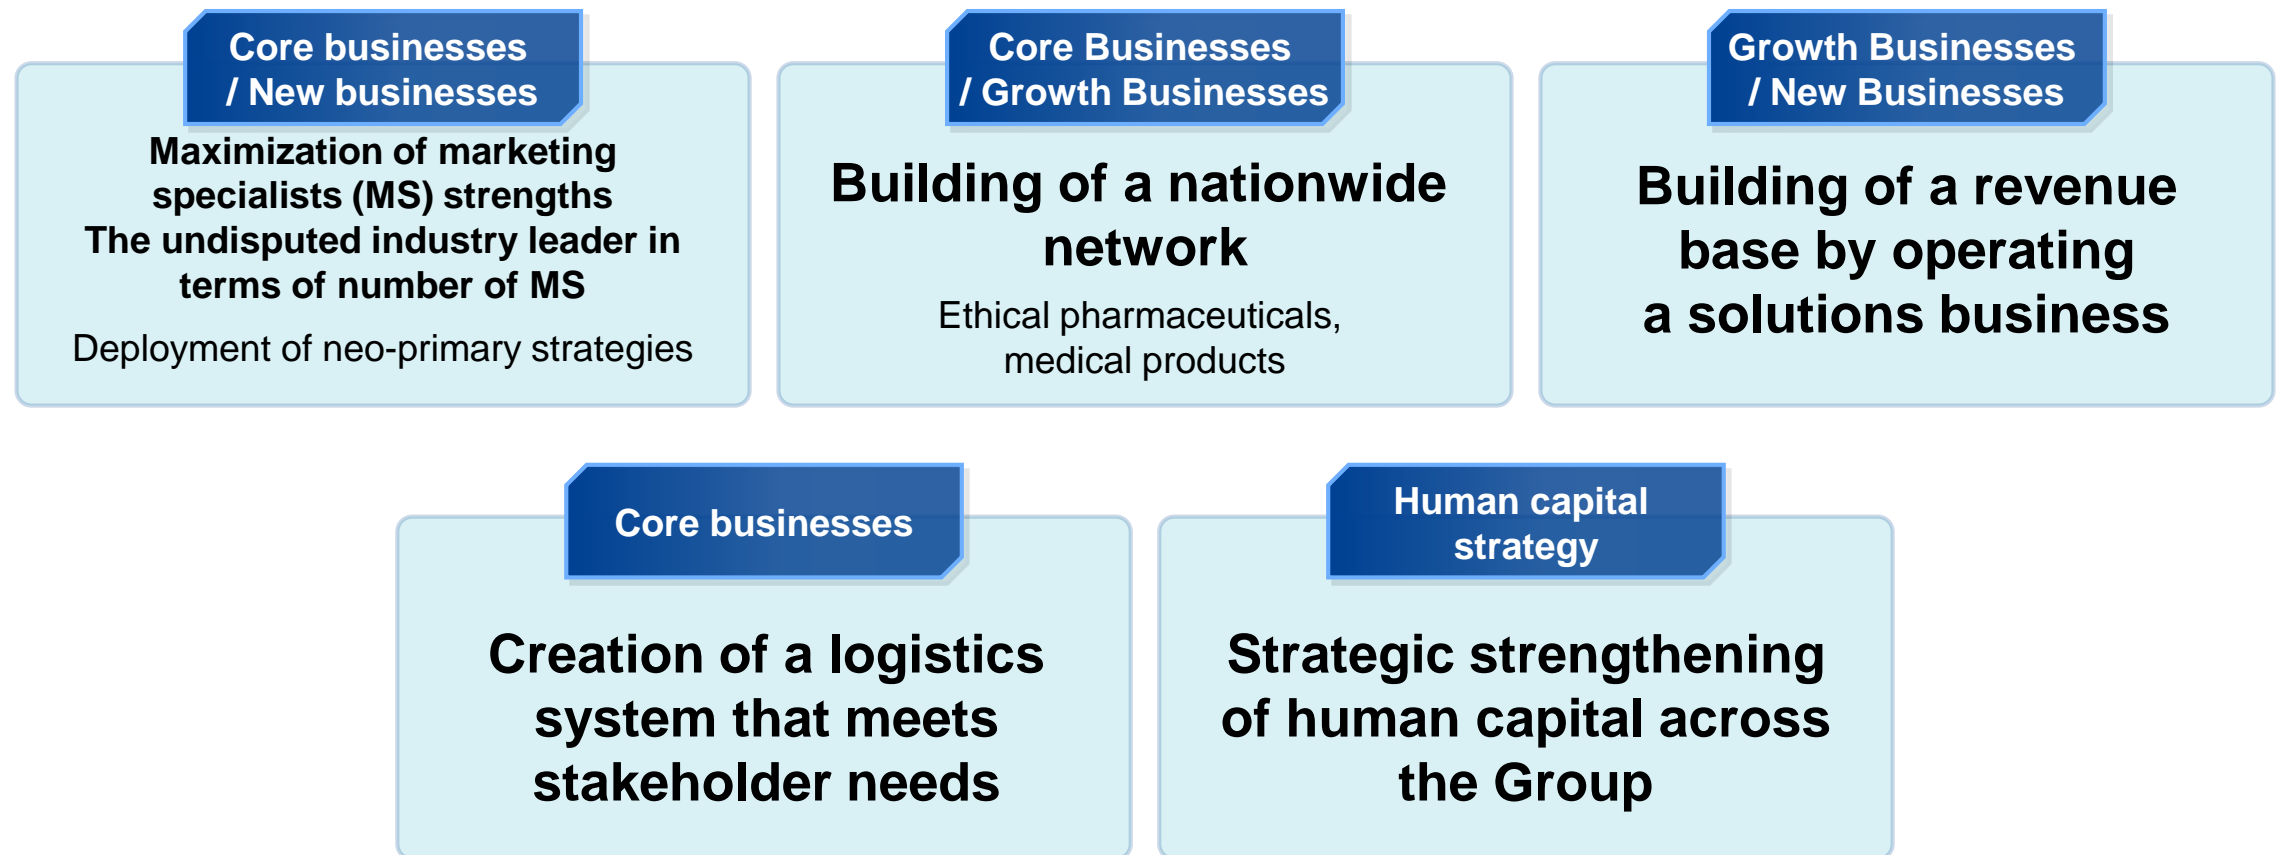 Core businesses
/ New businesses
Maximization of marketing
specialists (MS) strengths
The undisputed industry leader in
terms of number of MS
Deployment of neo-primary strategies
Core Businesses
/ Growth Businesses
Building of a nationwide
network
Ethical pharmaceuticals,
medical products
Growth Businesses
/ New Businesses
Building of a revenue
base by operating
a solutions business
Core businesses
Creation of a logistics
system that meets
stakeholder needs
Human capital
strategy
Strategic strengthening
of human capital across
the Group